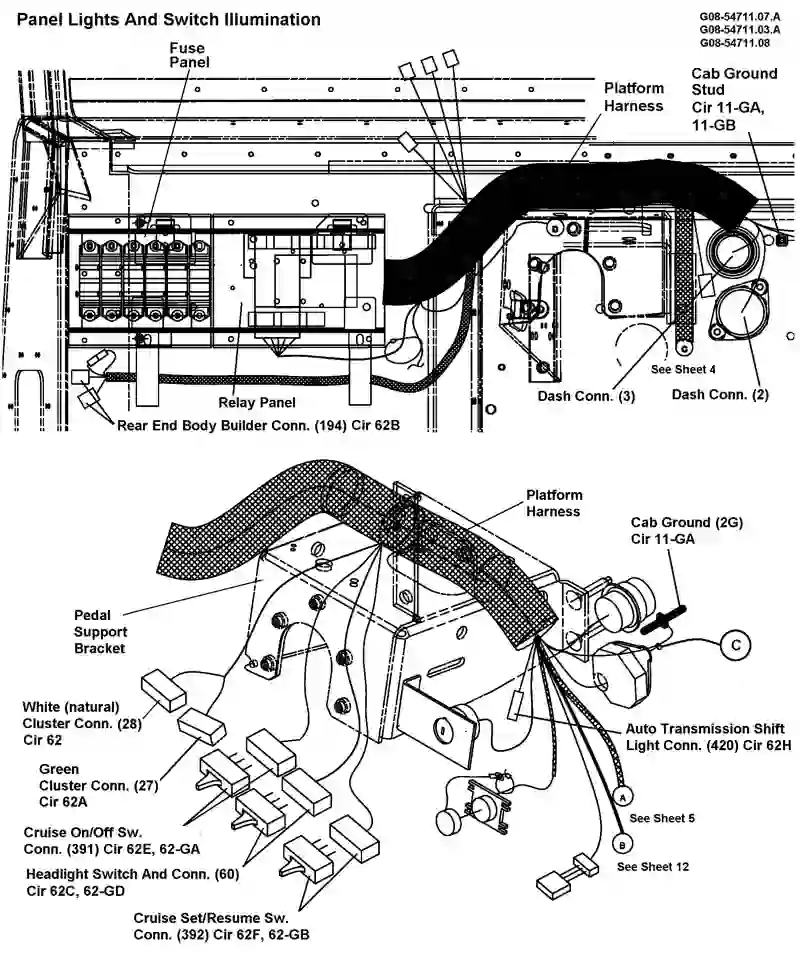 Panel Lights And Switch Illumination
G08-54711.07.A
G08-54711.03.A
G08-54711.08
Fuse
Panel
Platform
Harness
Cab Ground
Stud
Cir 11-GA,
11-GB
See Sheet 4
Relay Panel
Dash Conn. (3)
Dash Conn. (2)
Rear End Body Builder Conn. (194) Cir 62B
C
Platform
Harness
Cab Ground (2G)
Cir 11-GA
Pedal
Support
Bracket
C
White (natural)
Cluster Conn. (28)
Cir 62
Auto Transmission Shift
Light Conn. (420) Cir 62H
Green
Cluster Conn. (27)
Cir 62A
A
See Sheet 5
Cruise On/Off Sw.
Conn. (391) Cir 62E, 62-GA
B
See Sheet 12
Headlight Switch And Conn. (60)
Cir 62C, 62-GD
Cruise Set/Resume Sw.
Conn. (392) Cir 62F, 62-GB